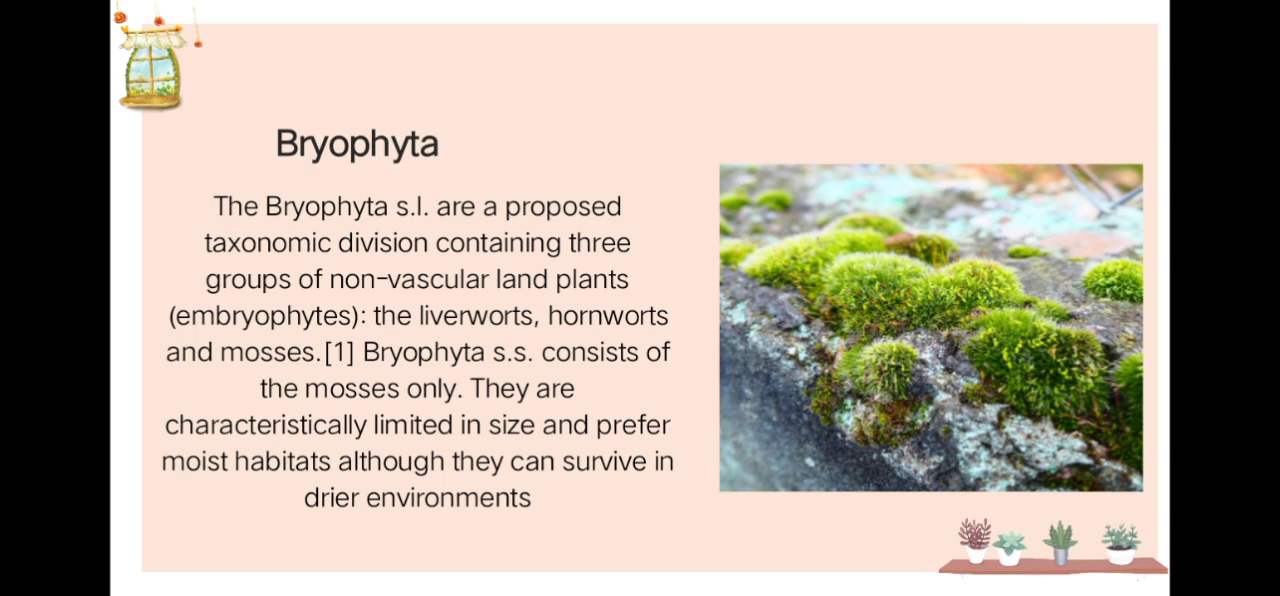 Bryophyta
The Bryophyta s.l. are a proposed
taxonomic division containing three
groups of non-vascular land plants
(embryophytes): the liverworts, hornworts
and mosses.[1] Bryophyta s.s. consists of
the mosses only. They are
characteristically limited in size and prefer
moist habitats although they can survive in
drier environments